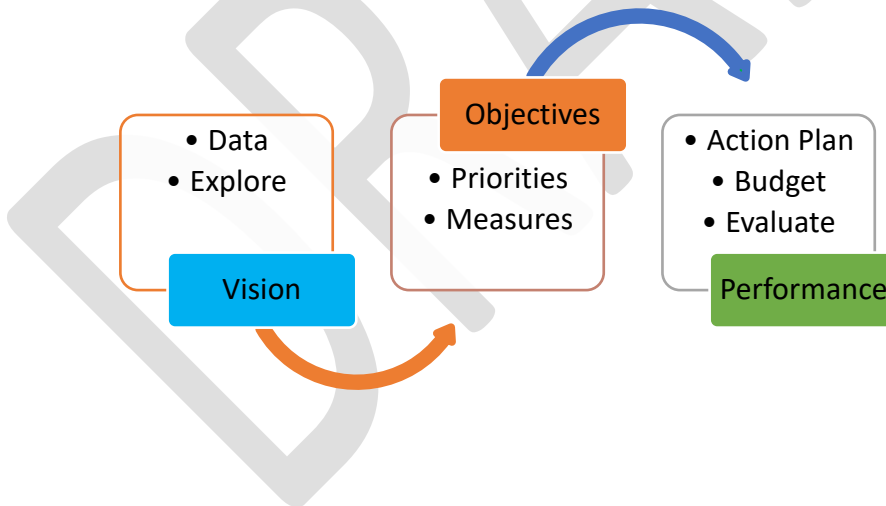 • Data
• Explore
Vision
Objectives
• Priorities
• Measures
• Action Plan
• Budget
• Evaluate
Performance